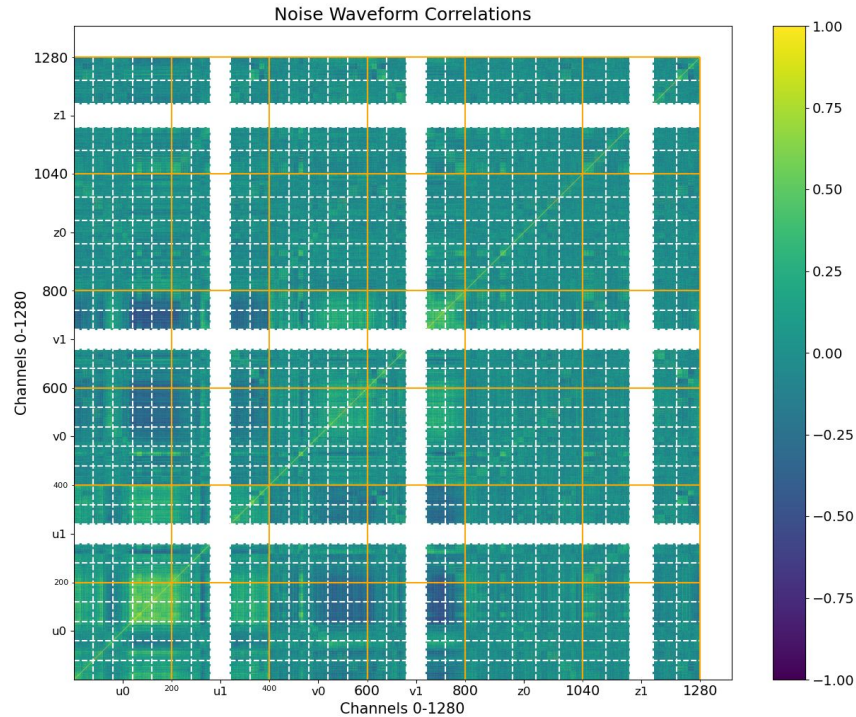 Noise Waveform Correlations
1280
z1
1040
z0
800
v1
600
v0
400
u1
200
u0
Channels 0-1280
u0 200 u1 400 v0 600 v1 800 z0 1040 z1 1280
Channels 0-1280
1.00
0.75
0.50
0.25
0.00
−0.25
−0.50
−0.75
−1.00